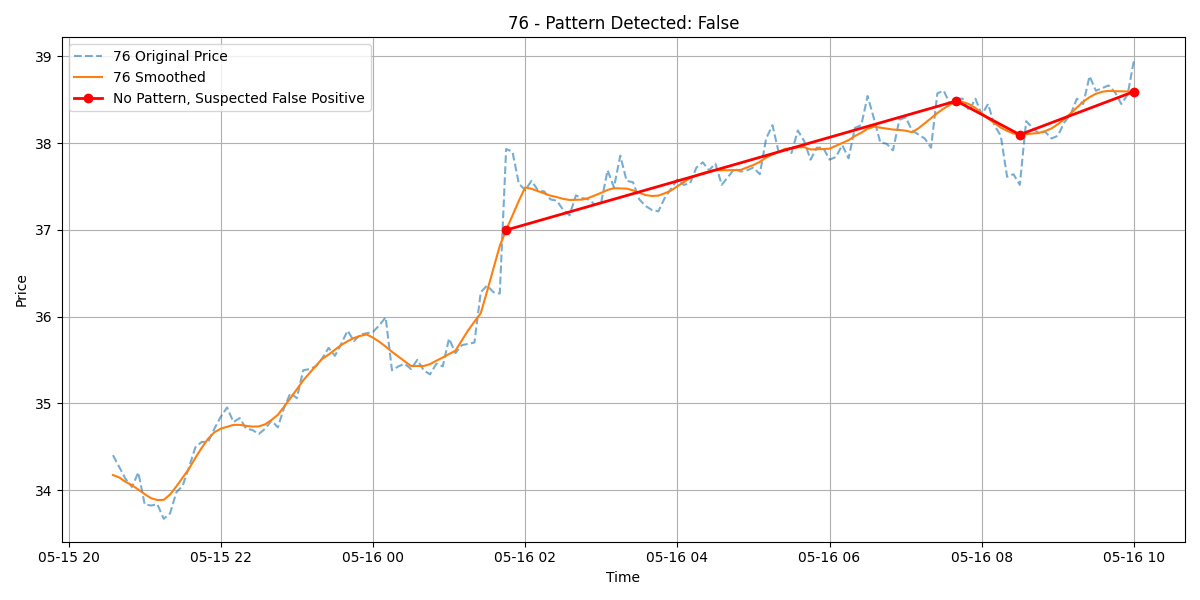 76 - Pattern Detected: False
76 Original Price
76 Smoothed
No Pattern, Suspected False Positive
Price
39
38
37
36
35
34
05-15 20
05-15 22
05-16 00
05-16 02
05-16 04
05-16 06
05-16 08
05-16 10
Time